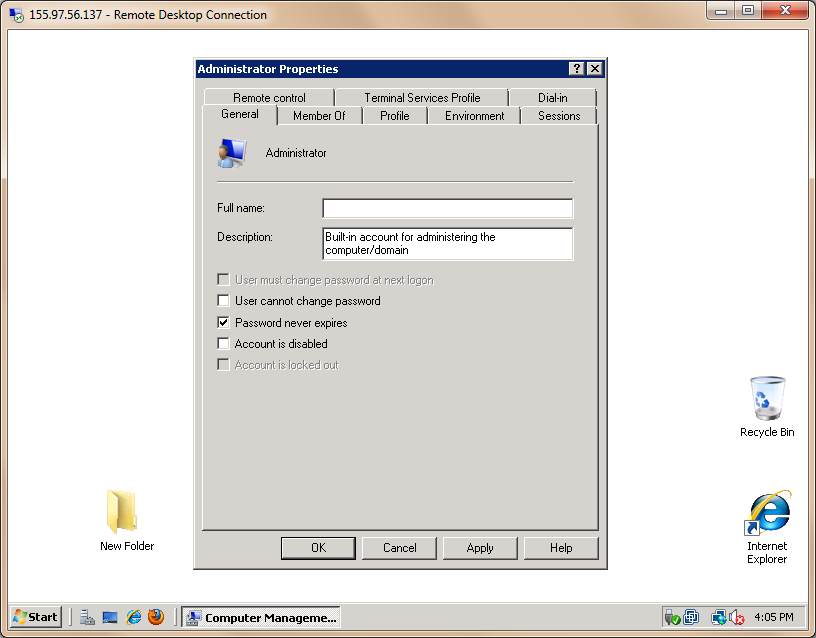 155.97.56.137 - Remote Desktop Connection
Administrator Properties
Remote control
Terminal Services Profile
Dial-in
General
Member Of
Profile
Environment
Sessions
Administrator
Full name:
Description:
Built-in account for administering the
computer/domain
User must change password at next logon
User cannot change password
Password never expires
Account is disabled
Account is locked out
OK
Cancel
Apply
Help
Recycle Bin
New Folder
Internet
Explorer
Start
Computer Manageme...
4:05 PM